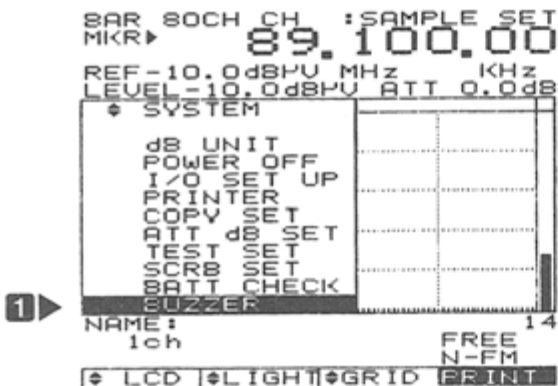 BAR 80CH CH :SAMPLE SET
MKR▶ 89.100.00
REF-10.0dBμV MHz KHz
LEVEL-10.0dBμV ATT 0.0dB
♦ SYSTEM
dB UNIT
POWER OFF
I/O SET UP
PRINTER
COPY SET
ATT dB SET
TEST SET
SCRB SET
BATT CHECK
1 ▶ BUZZER
NAME: 14
1ch FREE
N-FM
♦ LCD ♦LIGHT ♦GRID PRINT